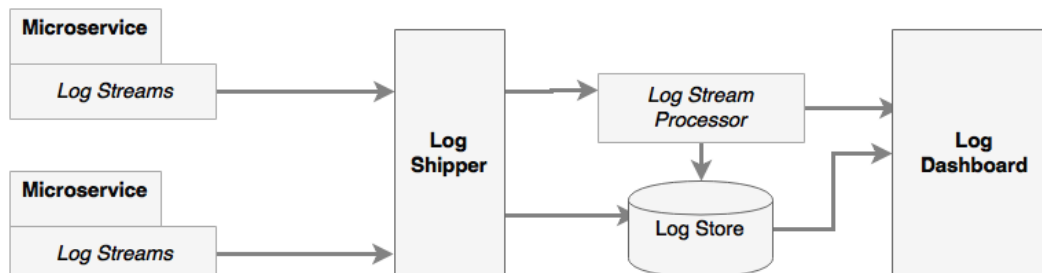 Microservice
Log Streams
Log
Shipper
Log Stream
Processor
Log
Dashboard
Microservice
Log Streams
Log Store